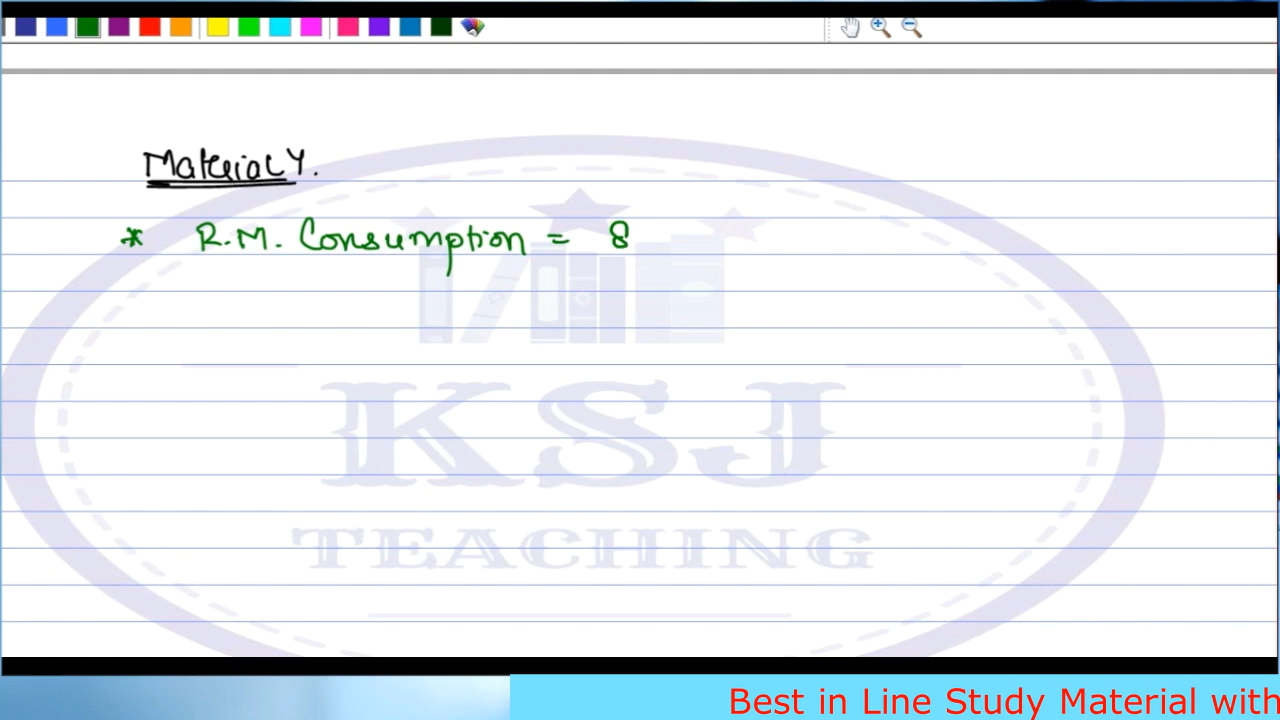 Material Y.
* R.M. Consumption = 8
KSJ
TEACHING
Best in Line Study Material with